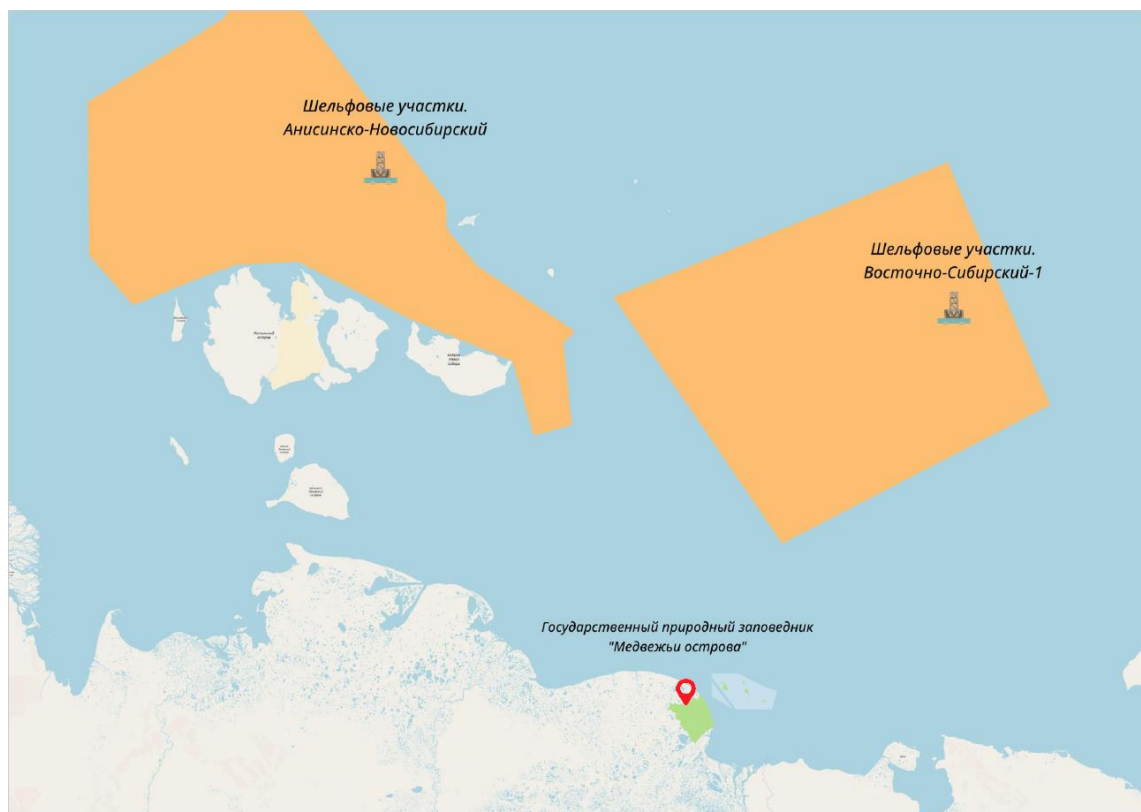 Шельфовые участки.
Анисинско-Новосибирский
Шельфовые участки.
Восточно-Сибирский-1
Государственный природный заповедник
"Медвежьи острова"